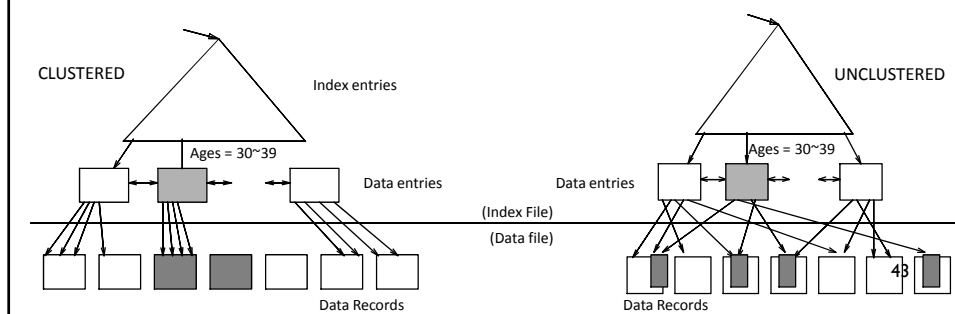 CLUSTERED
Index entries
Ages = 30~39
Data entries
(Index File)
(Data file)
Data Records
UNCLUSTERED
Ages = 30~39
Data entries
43
Data Records